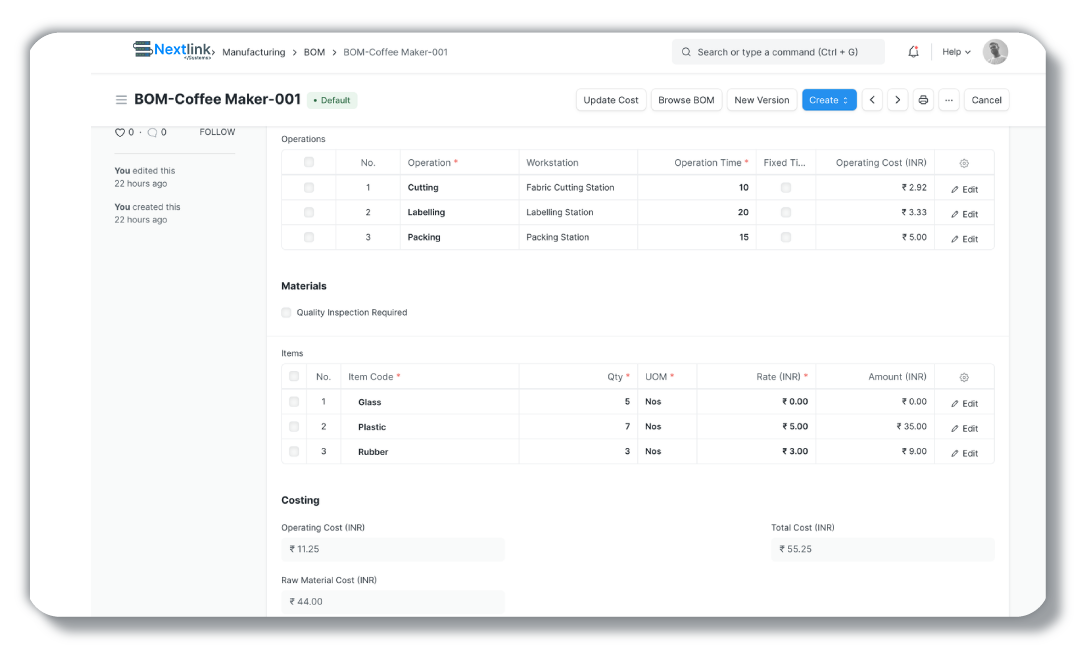 Nextlink
Manufacturing > BOM > BOM-Coffee Maker-001
Search or type a command (Ctrl + G)
Help
BOM-Coffee Maker-001
• Default
Update Cost
Browse BOM
New Version
Create
...
Cancel
0 · 0
FOLLOW
You edited this
22 hours ago
You created this
22 hours ago
Operations
No. Operation * Workstation Operation Time * Fixed Ti... Operating Cost (INR)
1 Cutting Fabric Cutting Station 10 ₹ 2.92 Edit
2 Labelling Labelling Station 20 ₹ 3.33 Edit
3 Packing Packing Station 15 ₹ 5.00 Edit
Materials
Quality Inspection Required
Items
No. Item Code * Qty * UOM * Rate (INR) * Amount (INR)
1 Glass 5 Nos ₹ 0.00 ₹ 0.00 Edit
2 Plastic 7 Nos ₹ 5.00 ₹ 35.00 Edit
3 Rubber 3 Nos ₹ 3.00 ₹ 9.00 Edit
Costing
Operating Cost (INR) Total Cost (INR)
₹ 11.25 ₹ 55.25
Raw Material Cost (INR)
₹ 44.00